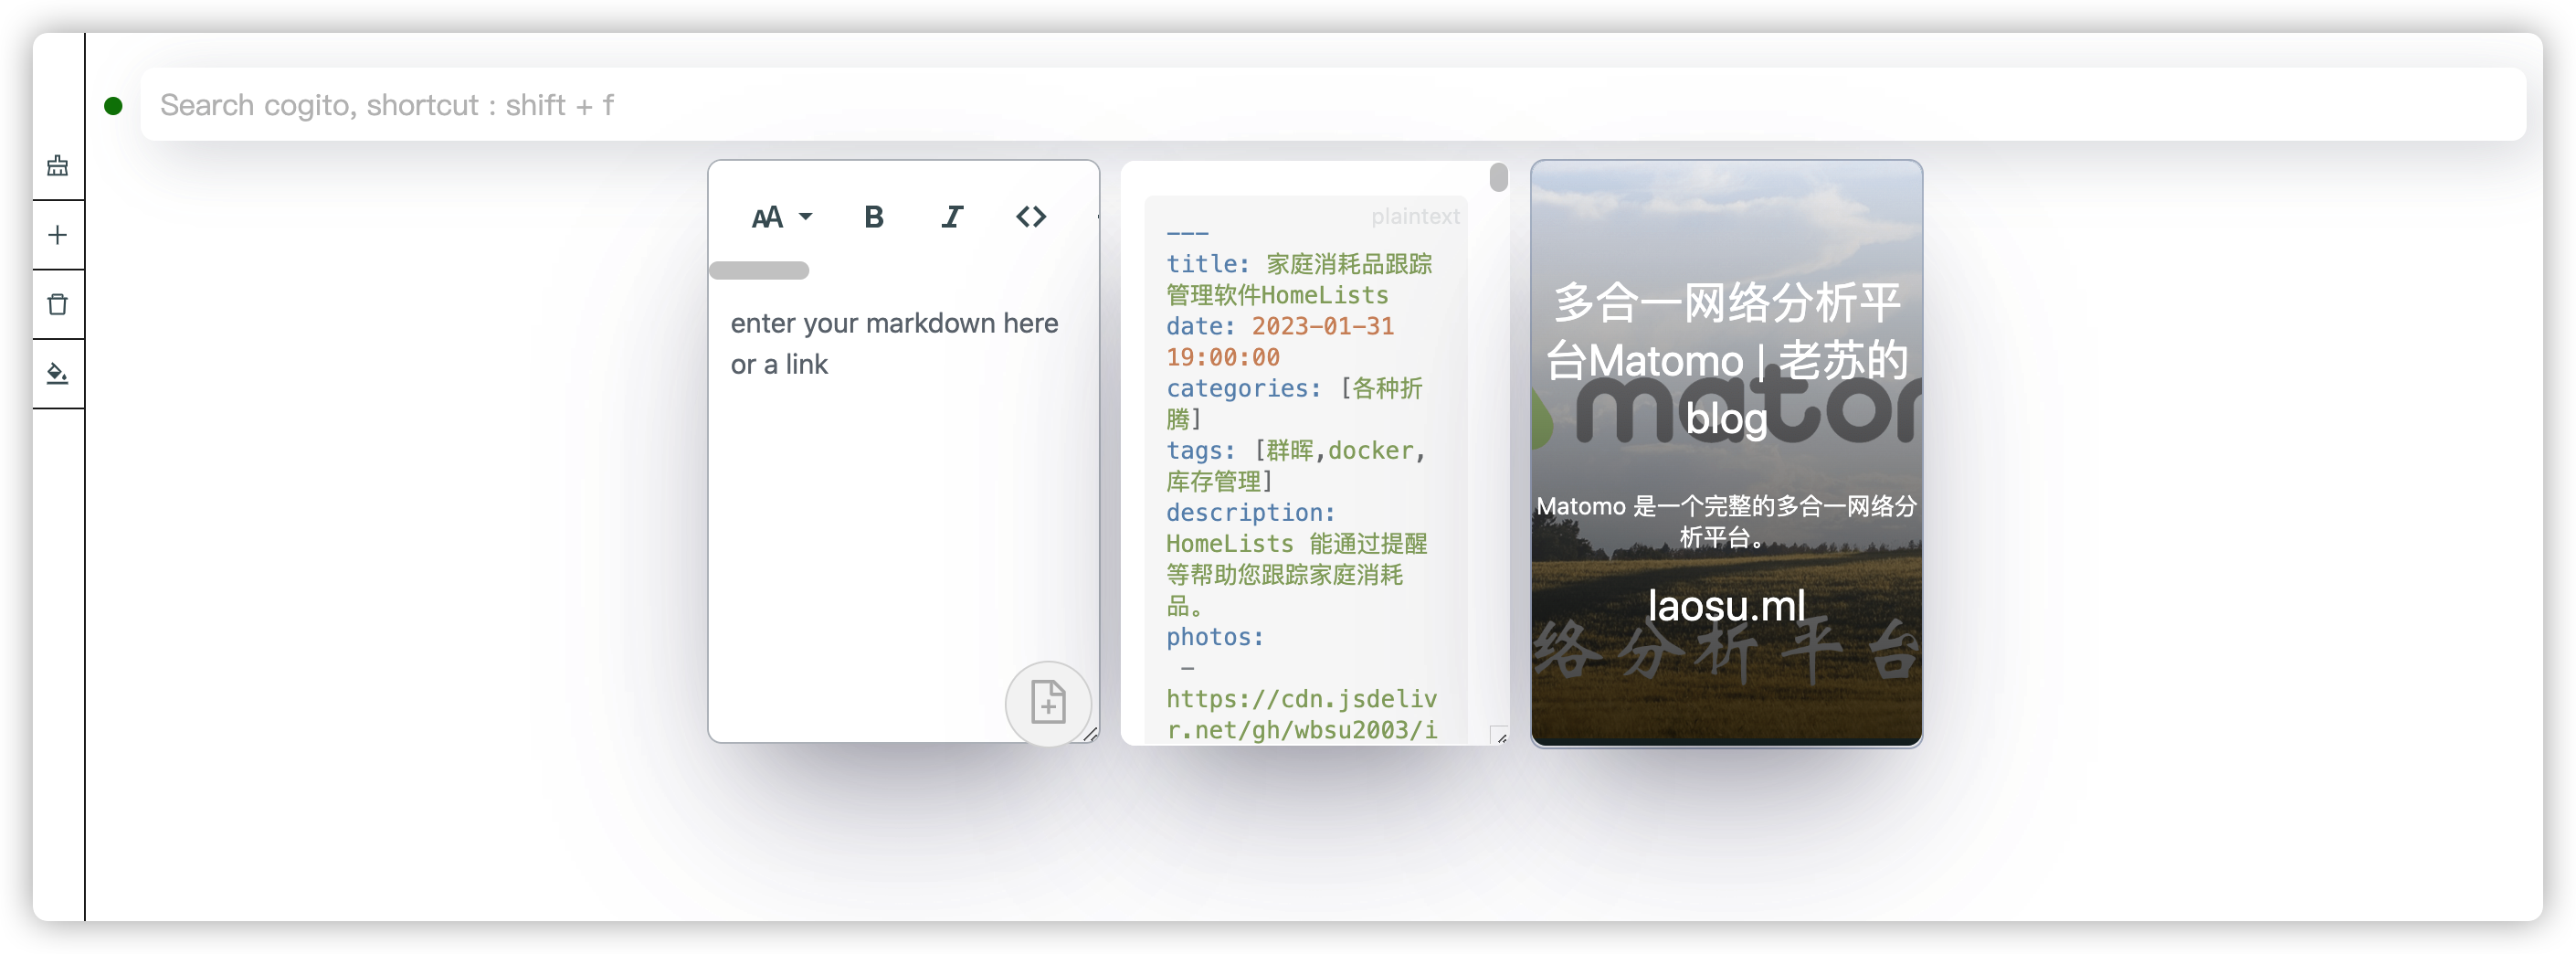 Search cogito, shortcut : shift + f
AA B I <>
enter your markdown here
or a link
plaintext
---
title: 家庭消耗品跟踪
管理软件HomeLists
date: 2023-01-31
19:00:00
categories: [各种折
腾]
tags: [群晖,docker,
库存管理]
description:
HomeLists 能通过提醒
等帮助您跟踪家庭消耗
品。
photos:
-
https://cdn.jsdeliv
r.net/gh/wbsu2003/i
多合一网络分析平
台Matomo | 老苏的
blog
mator
Matomo 是一个完整的多合一网络分
析平台。
laosu.ml
络分析平台